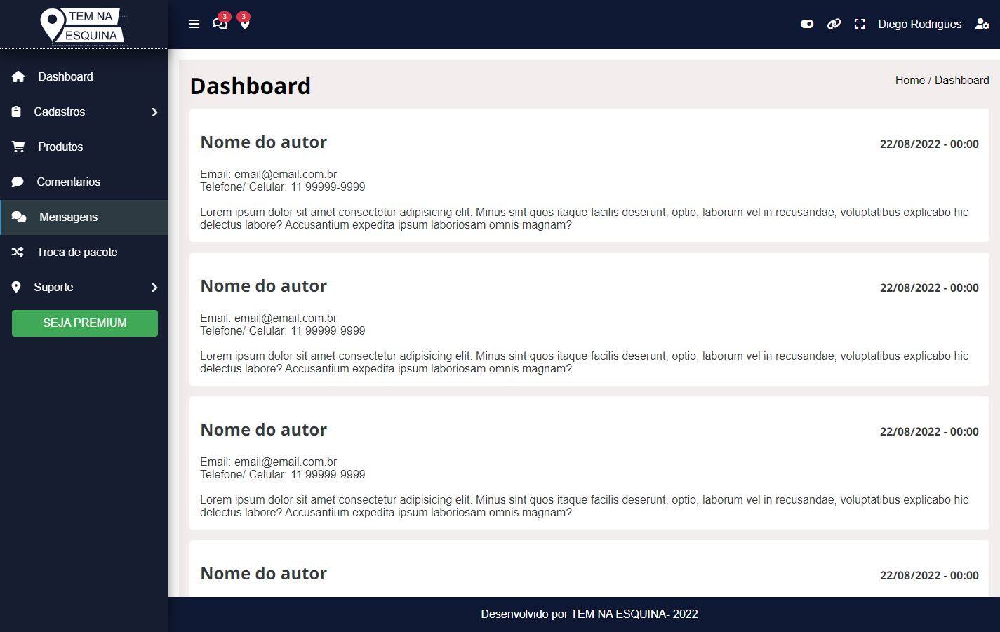 TEM NA
ESQUINA
3
3
Diego Rodrigues
Dashboard
Cadastros
Produtos
Comentarios
Mensagens
Troca de pacote
Suporte
SEJA PREMIUM
Dashboard
Home / Dashboard
Nome do autor
22/08/2022 - 00:00
Email: email@email.com.br
Telefone/ Celular: 11 99999-9999
Lorem ipsum dolor sit amet consectetur adipisicing elit. Minus sint quos itaque facilis deserunt, optio, laborum vel in recusandae, voluptatibus explicabo hic
delectus labore? Accusantium expedita ipsum laboriosam omnis magnam?
Nome do autor
22/08/2022 - 00:00
Email: email@email.com.br
Telefone/ Celular: 11 99999-9999
Lorem ipsum dolor sit amet consectetur adipisicing elit. Minus sint quos itaque facilis deserunt, optio, laborum vel in recusandae, voluptatibus explicabo hic
delectus labore? Accusantium expedita ipsum laboriosam omnis magnam?
Nome do autor
22/08/2022 - 00:00
Email: email@email.com.br
Telefone/ Celular: 11 99999-9999
Lorem ipsum dolor sit amet consectetur adipisicing elit. Minus sint quos itaque facilis deserunt, optio, laborum vel in recusandae, voluptatibus explicabo hic
delectus labore? Accusantium expedita ipsum laboriosam omnis magnam?
Nome do autor
22/08/2022 - 00:00
Desenvolvido por TEM NA ESQUINA- 2022